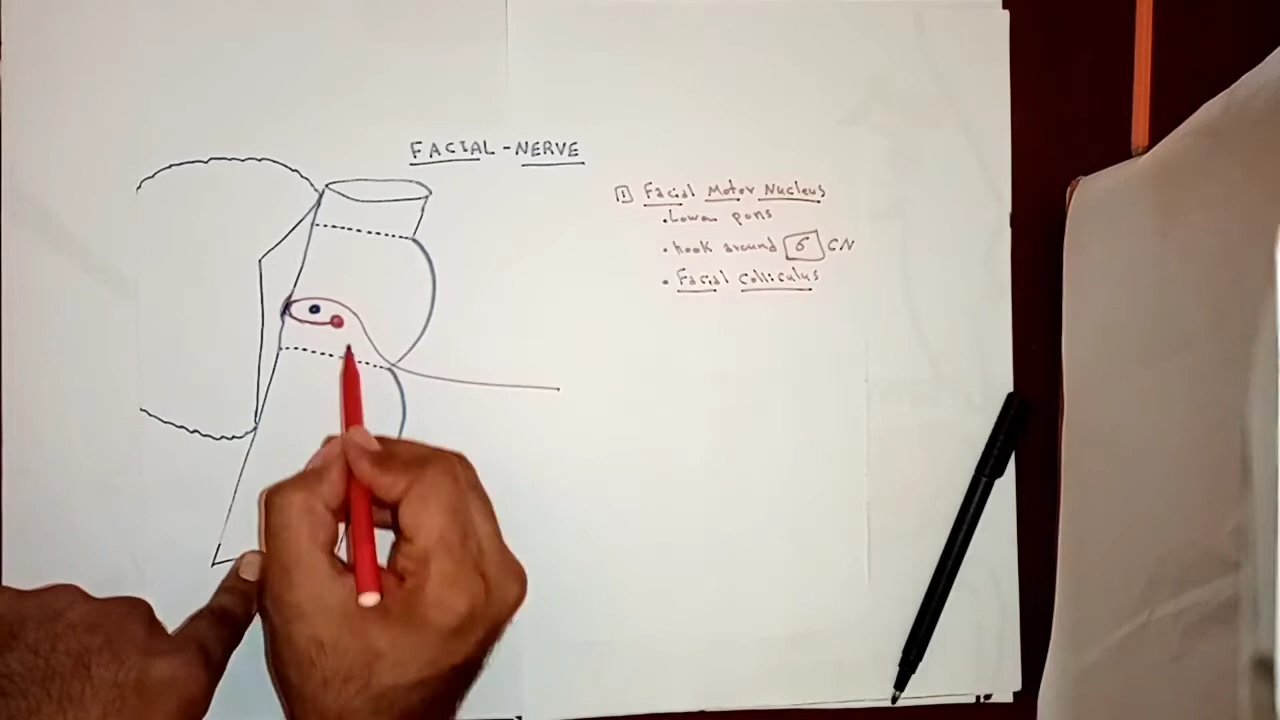 FACIAL - NERVE
1 Facial Motor Nucleus
• Lower pons
• hook around 6 CN
• Facial Colliculus